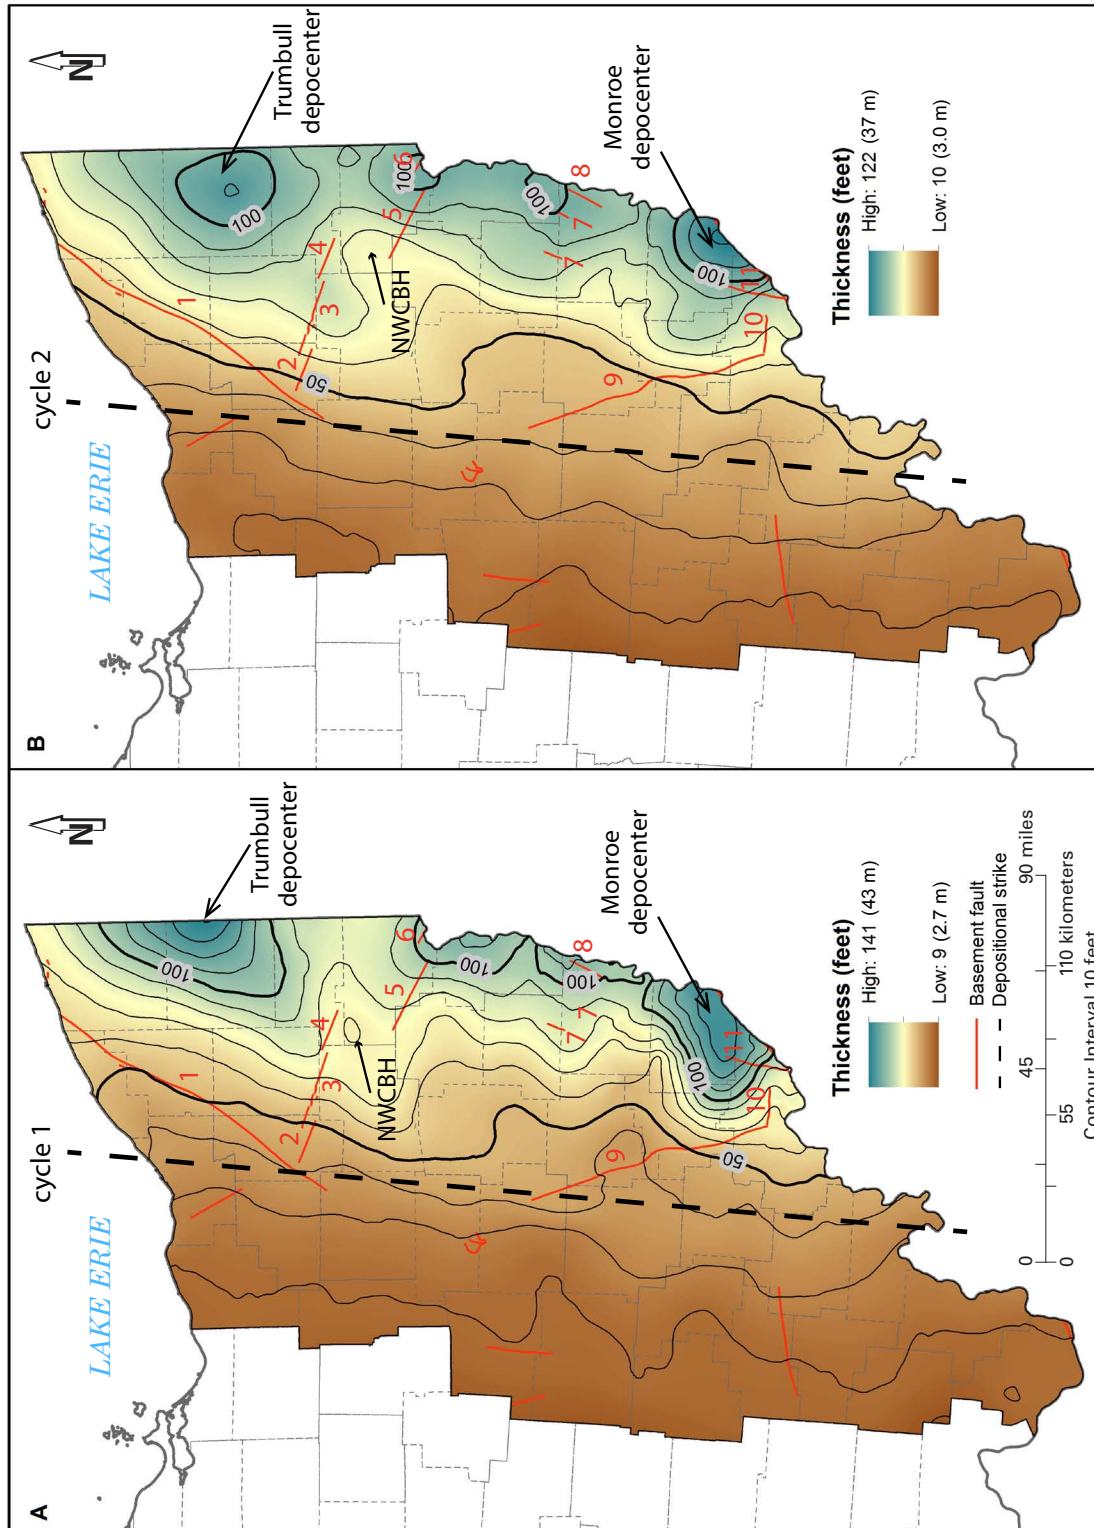 A
cycle 1
LAKE ERIE
N
Trumbull
depocenter
100
1
2
3
4
5
6
NWCBH
100
100
7
7
8
9
Monroe
depocenter
100
11
10
50
Thickness (feet)
High: 141 (43 m)
Low: 9 (2.7 m)
Basement fault
Depositional strike
0
45
90 miles
0
55
110 kilometers
Contour Interval 10 feet
B
cycle 2
LAKE ERIE
N
Trumbull
depocenter
100
1
2
3
4
50
5
6
100
NWCBH
100
7
7
8
9
Monroe
depocenter
100
11
10
Thickness (feet)
High: 122 (37 m)
Low: 10 (3.0 m)